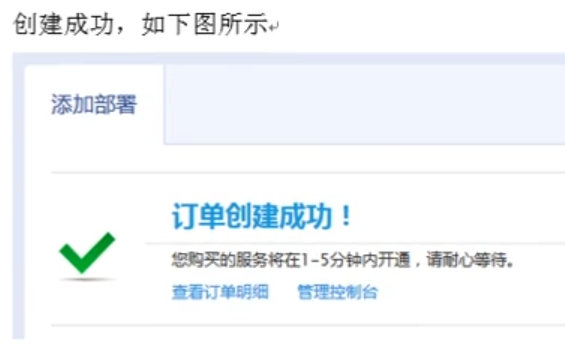 创建成功，如下图所示
添加部署
订单创建成功！
您购买的服务将在1-5分钟内开通，请耐心等待。
查看订单明细 管理控制台